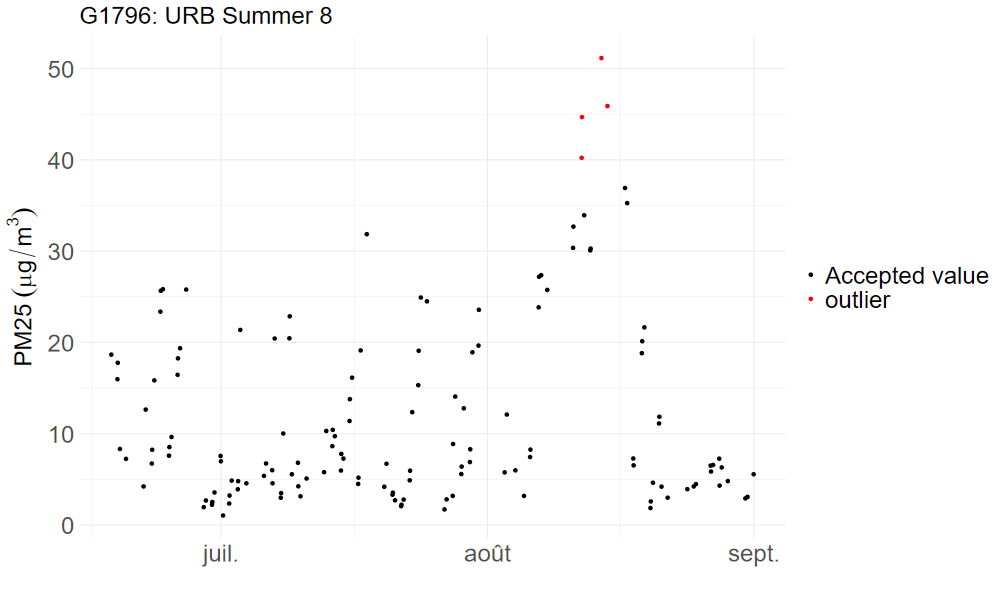 G1796: URB Summer 8
PM25 (μg/m³)
50
40
30
20
10
0
juil.
août
sept.
Accepted value
outlier